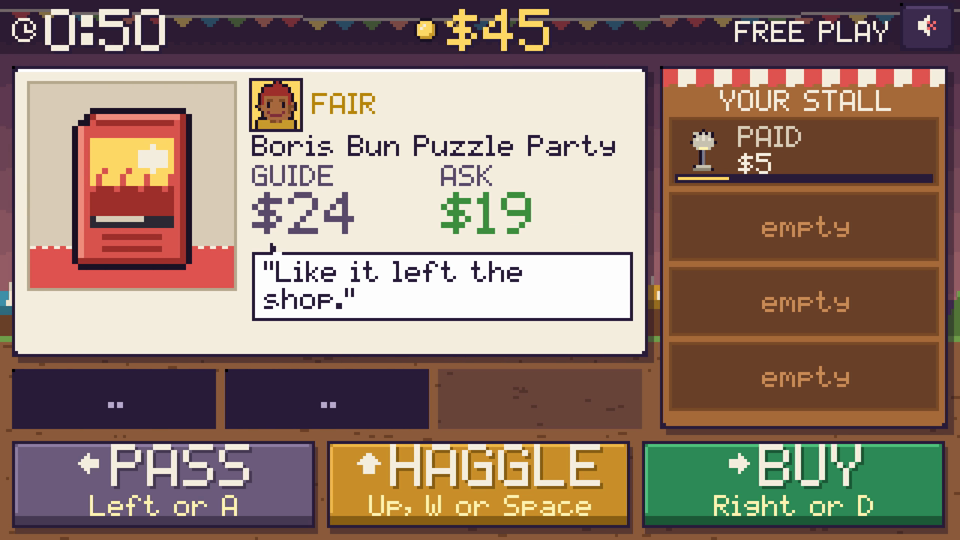 0:50
$45
FREE PLAY
FAIR
Boris Bun Puzzle Party
GUIDE
ASK
$24
$19
"Like it left the
shop."
YOUR STALL
PAID
$5
empty
empty
empty
..
..
PASS
Left or A
HAGGLE
Up, W or Space
BUY
Right or D